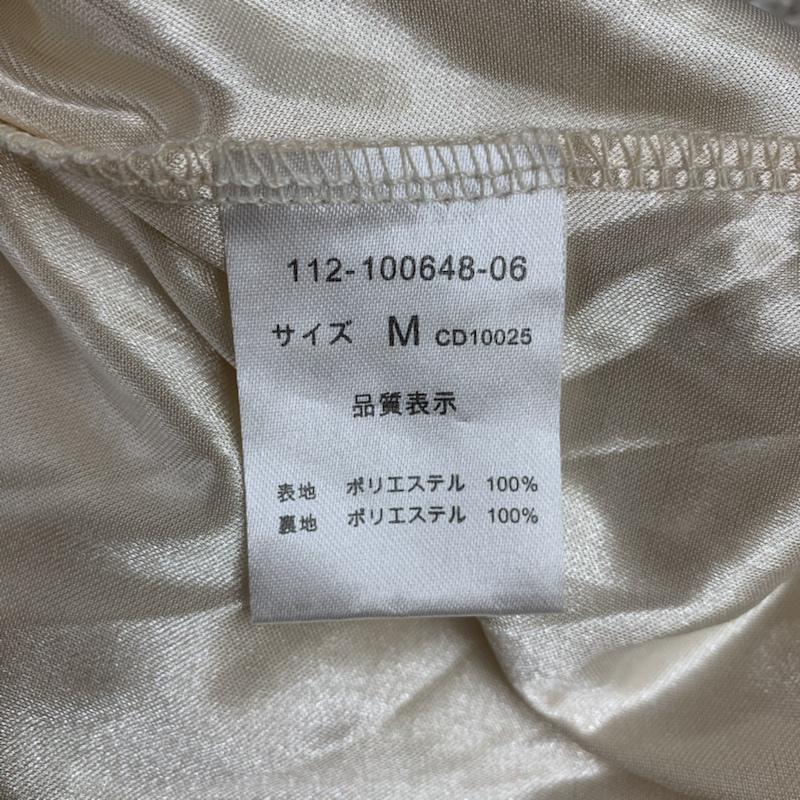 112-100648-06
サイズ M CD10025
品質表示
表地 ポリエステル 100%
裏地 ポリエステル 100%